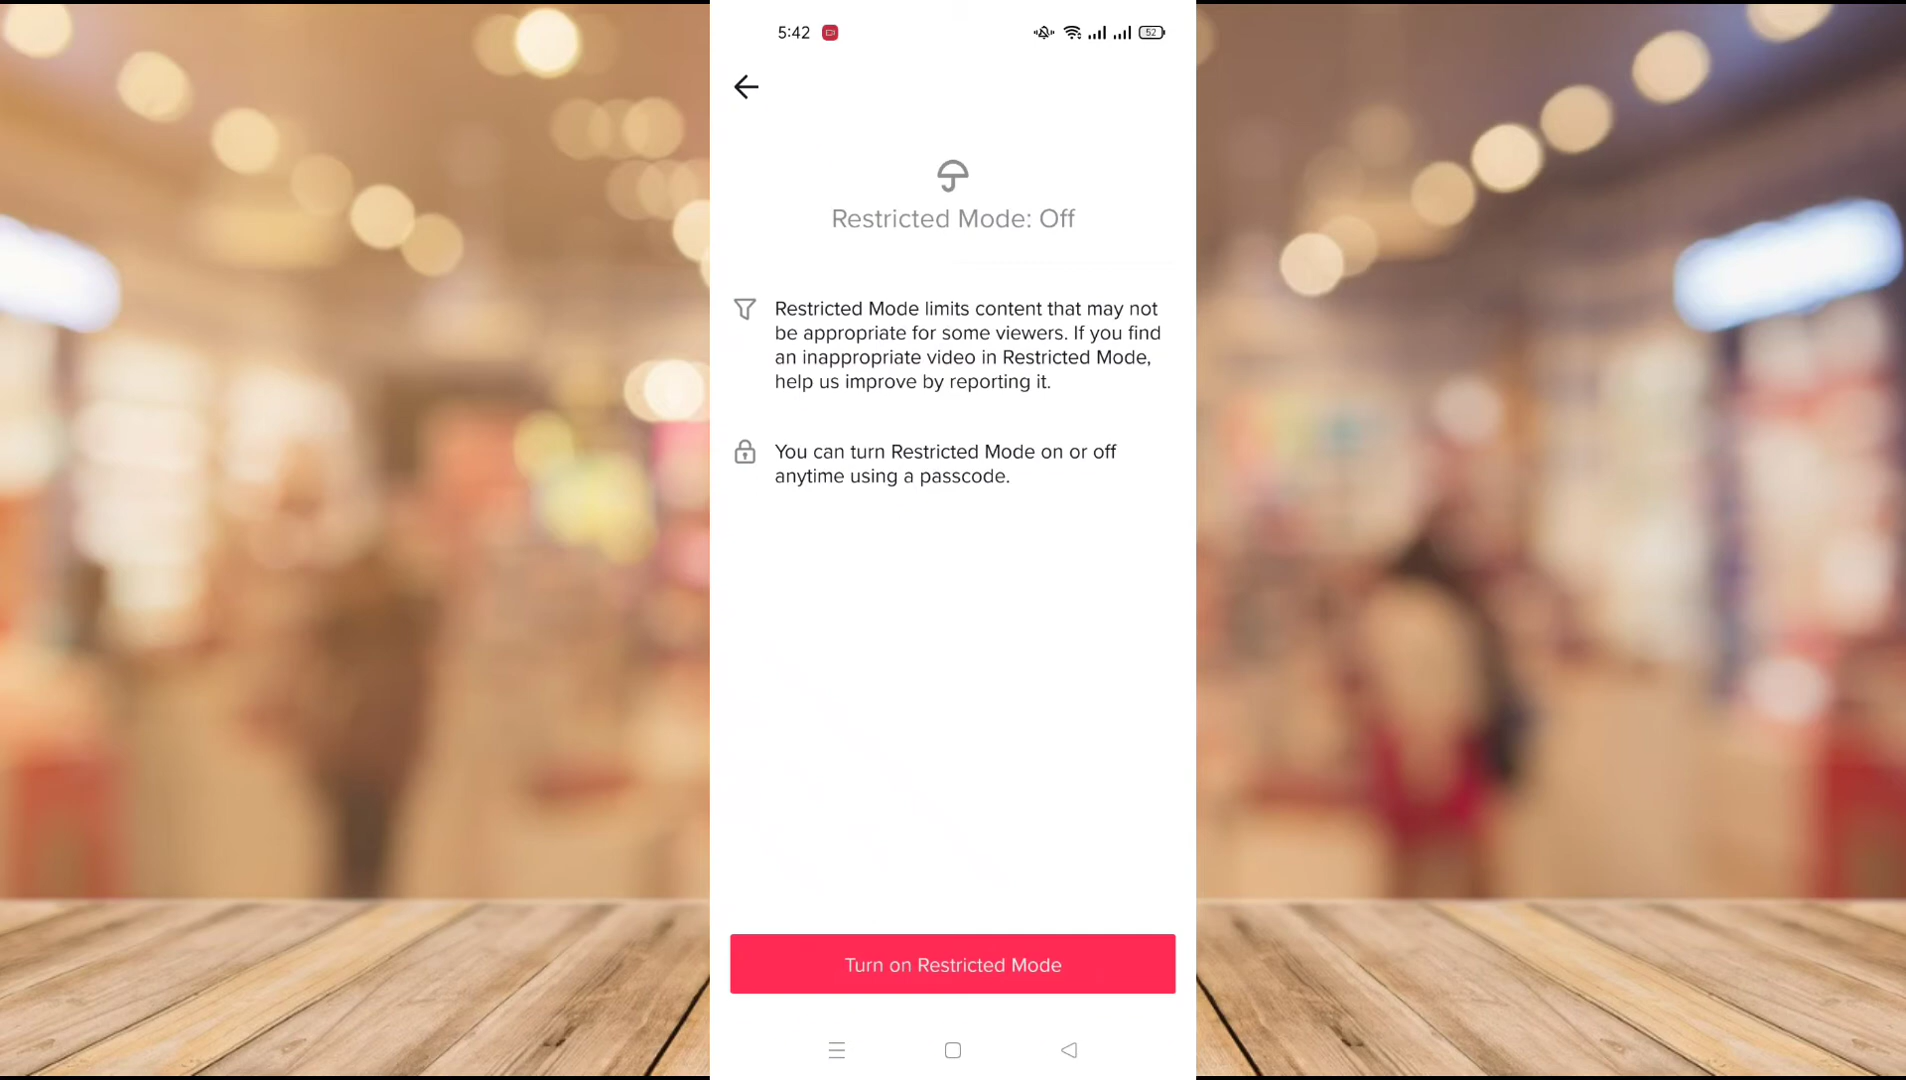 5:42
52
Restricted Mode: Off
Restricted Mode limits content that may not
be appropriate for some viewers. If you find
an inappropriate video in Restricted Mode,
help us improve by reporting it.
You can turn Restricted Mode on or off
anytime using a passcode.
Turn on Restricted Mode